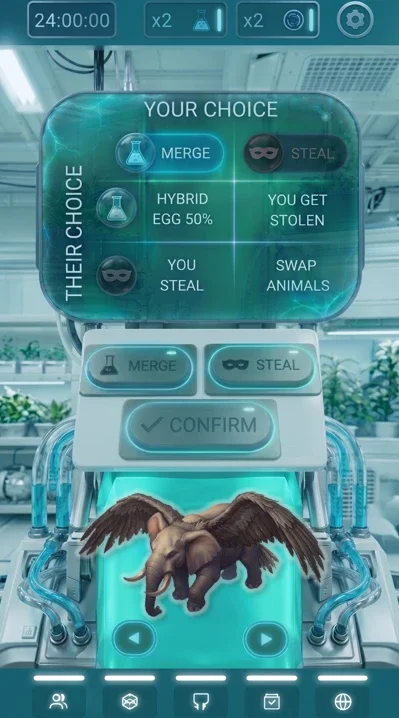 24:00:00
x2
x2
YOUR CHOICE
MERGE
STEAL
THEIR CHOICE
HYBRID
EGG 50%
YOU GET
STOLEN
YOU
STEAL
SWAP
ANIMALS
MERGE
STEAL
CONFIRM